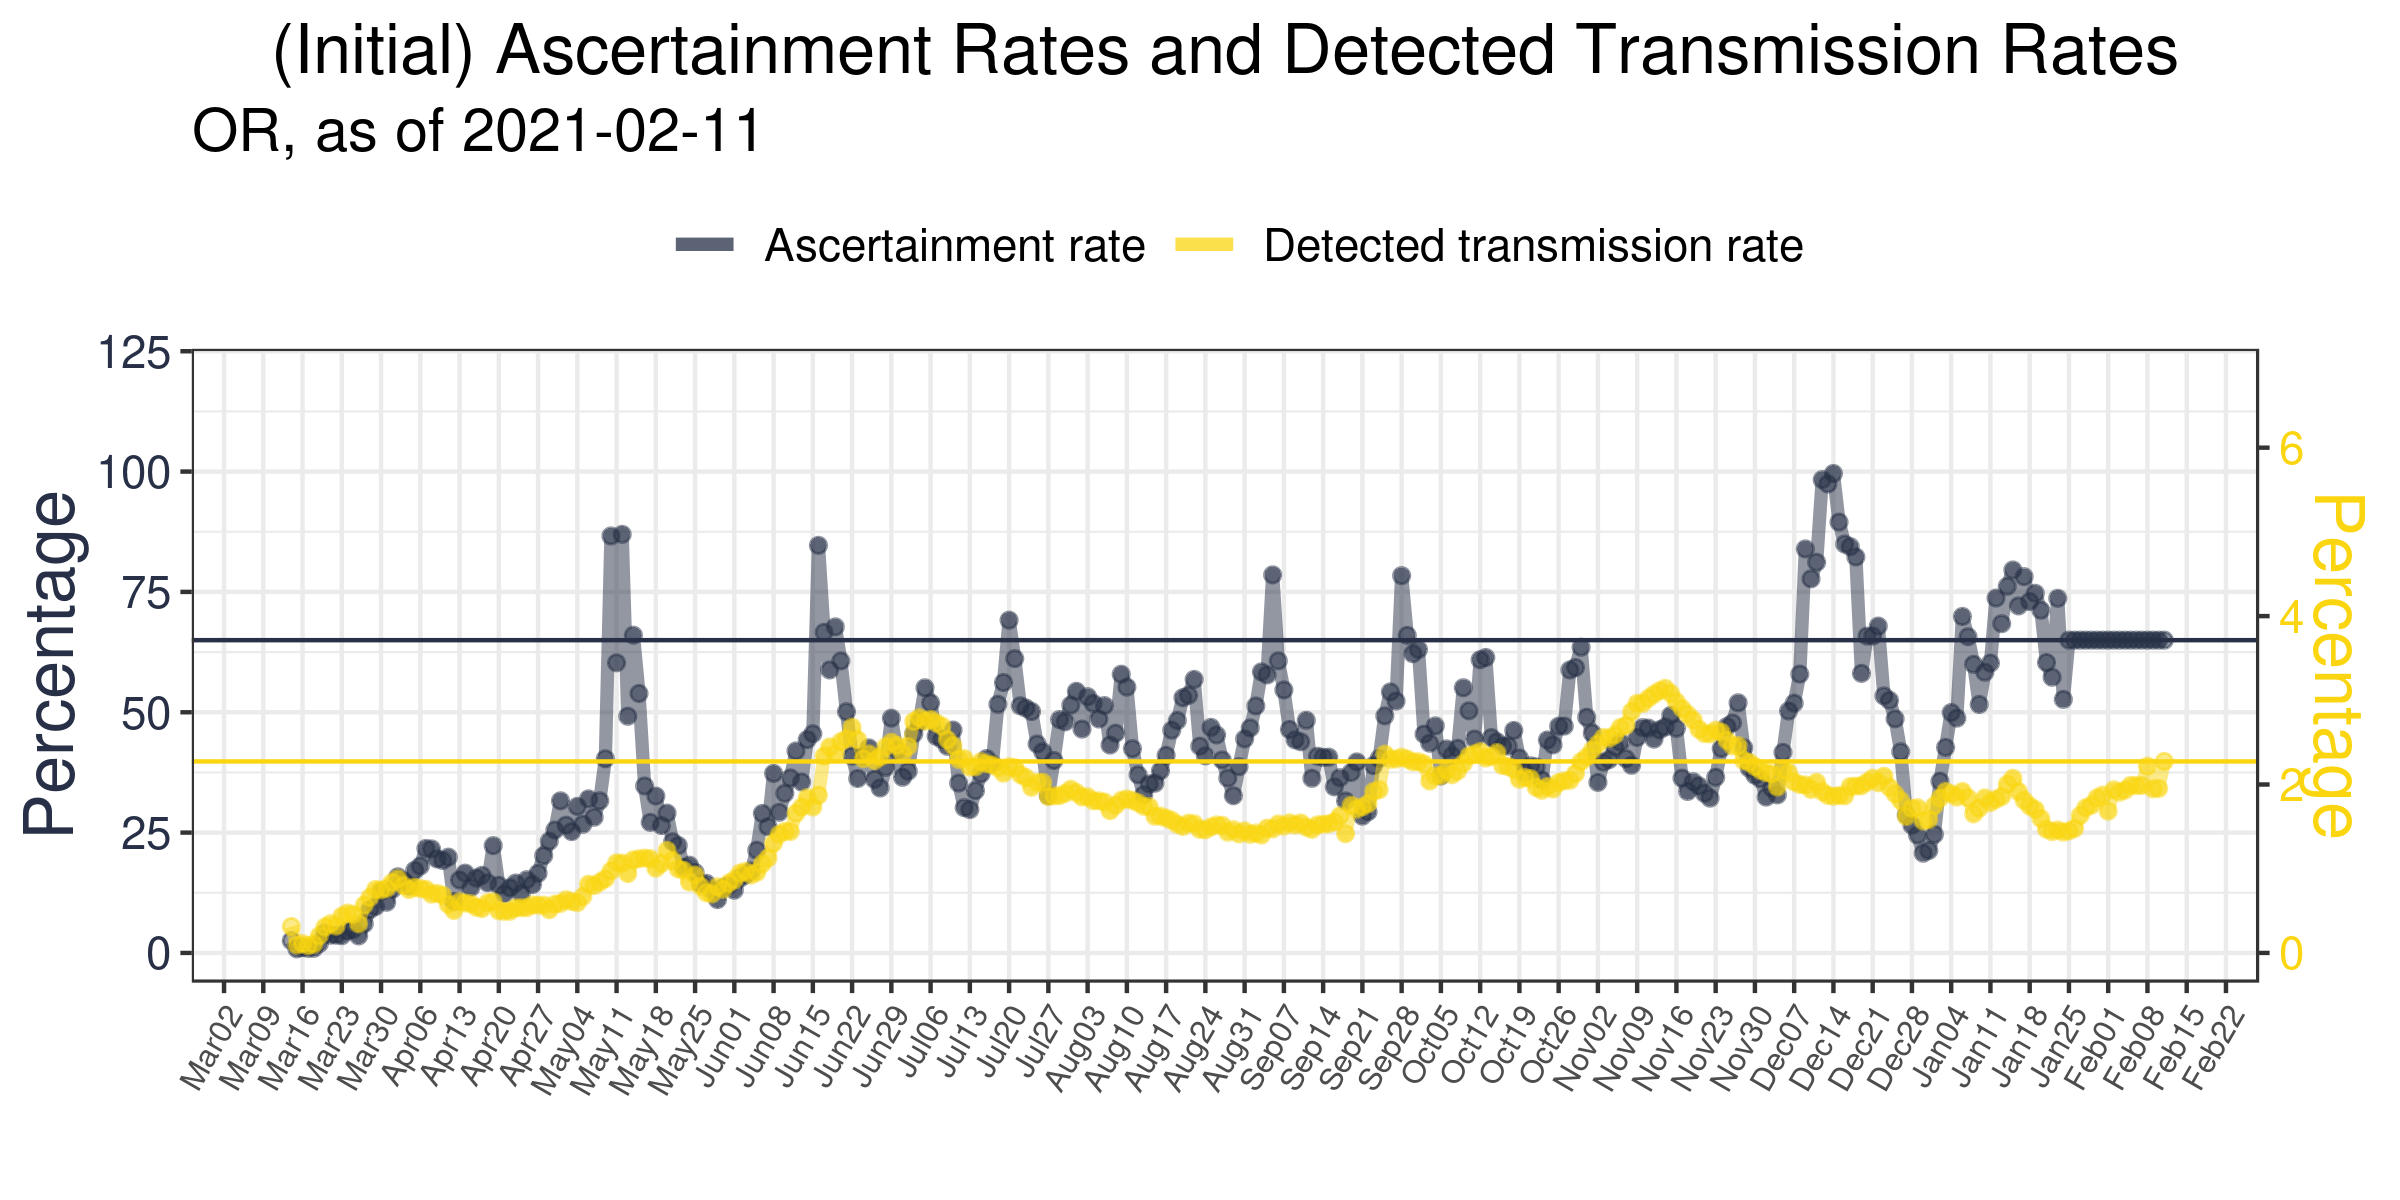 (Initial) Ascertainment Rates and Detected Transmission Rates
OR, as of 2021-02-11
Ascertainment rate Detected transmission rate
125
100
75
50
25
0
Percentage
6
4
2
0
Percentage
Mar02 Mar09 Mar16 Mar23 Mar30 Apr06 Apr13 Apr20 Apr27 May04 May11 May18 May25 Jun01 Jun08 Jun15 Jun22 Jun29 Jul06 Jul13 Jul20 Jul27 Aug03 Aug10 Aug17 Aug24 Aug31 Sep07 Sep14 Sep21 Sep28 Oct05 Oct12 Oct19 Oct26 Nov02 Nov09 Nov16 Nov23 Nov30 Dec07 Dec14 Dec21 Dec28 Jan04 Jan11 Jan18 Jan25 Feb01 Feb08 Feb15 Feb22